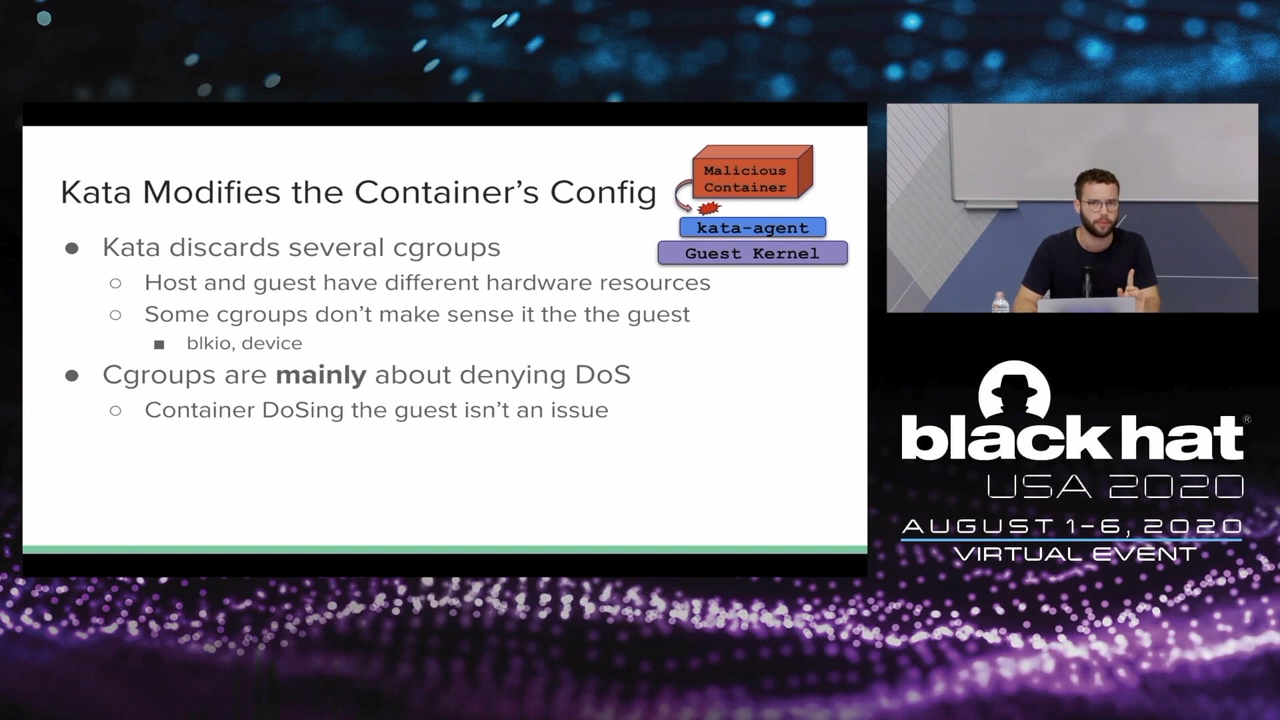 Kata Modifies the Container's Config
Malicious
Container
kata-agent
Guest Kernel
● Kata discards several cgroups
○ Host and guest have different hardware resources
○ Some cgroups don't make sense it the the guest
■ blkio, device
● Cgroups are mainly about denying DoS
○ Container DoSing the guest isn't an issue
black hat®
USA 2020
AUGUST 1-6, 2020
VIRTUAL EVENT